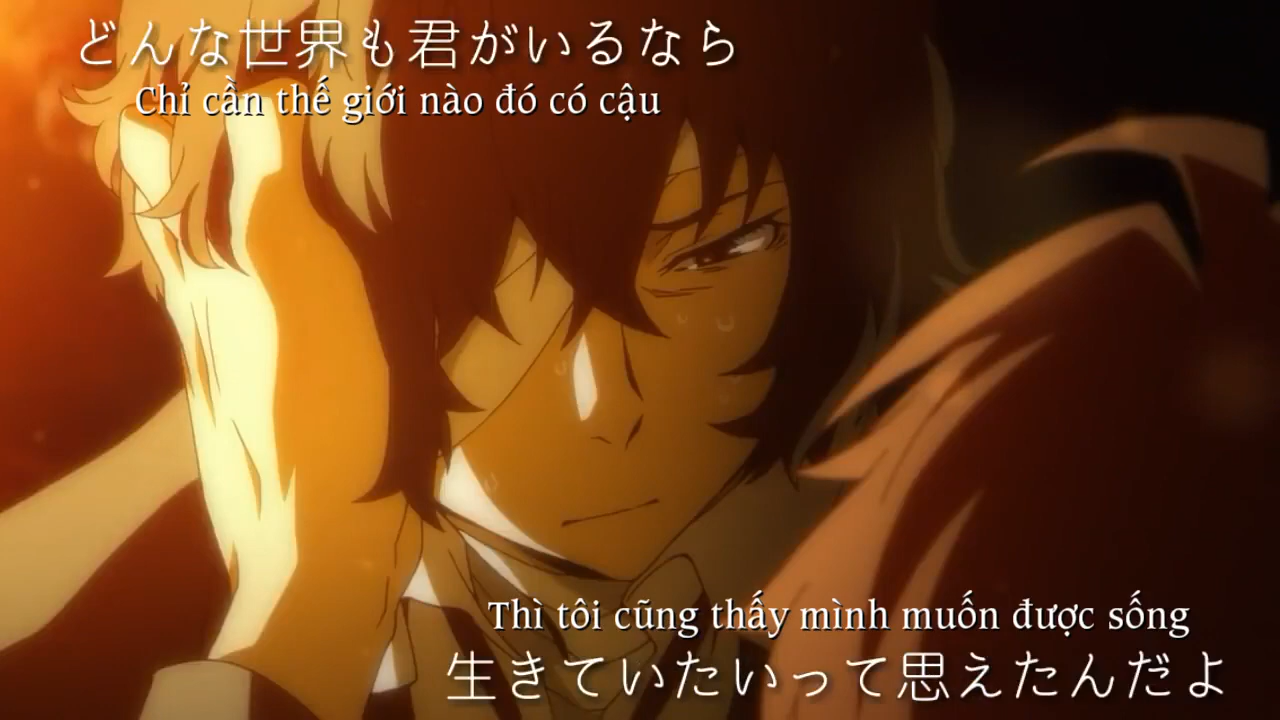 どんな世界も君がいるなら
Chỉ cần thế giới nào đó có cậu
Thì tôi cũng thấy mình muốn được sống
生きていたいって思えたんだよ